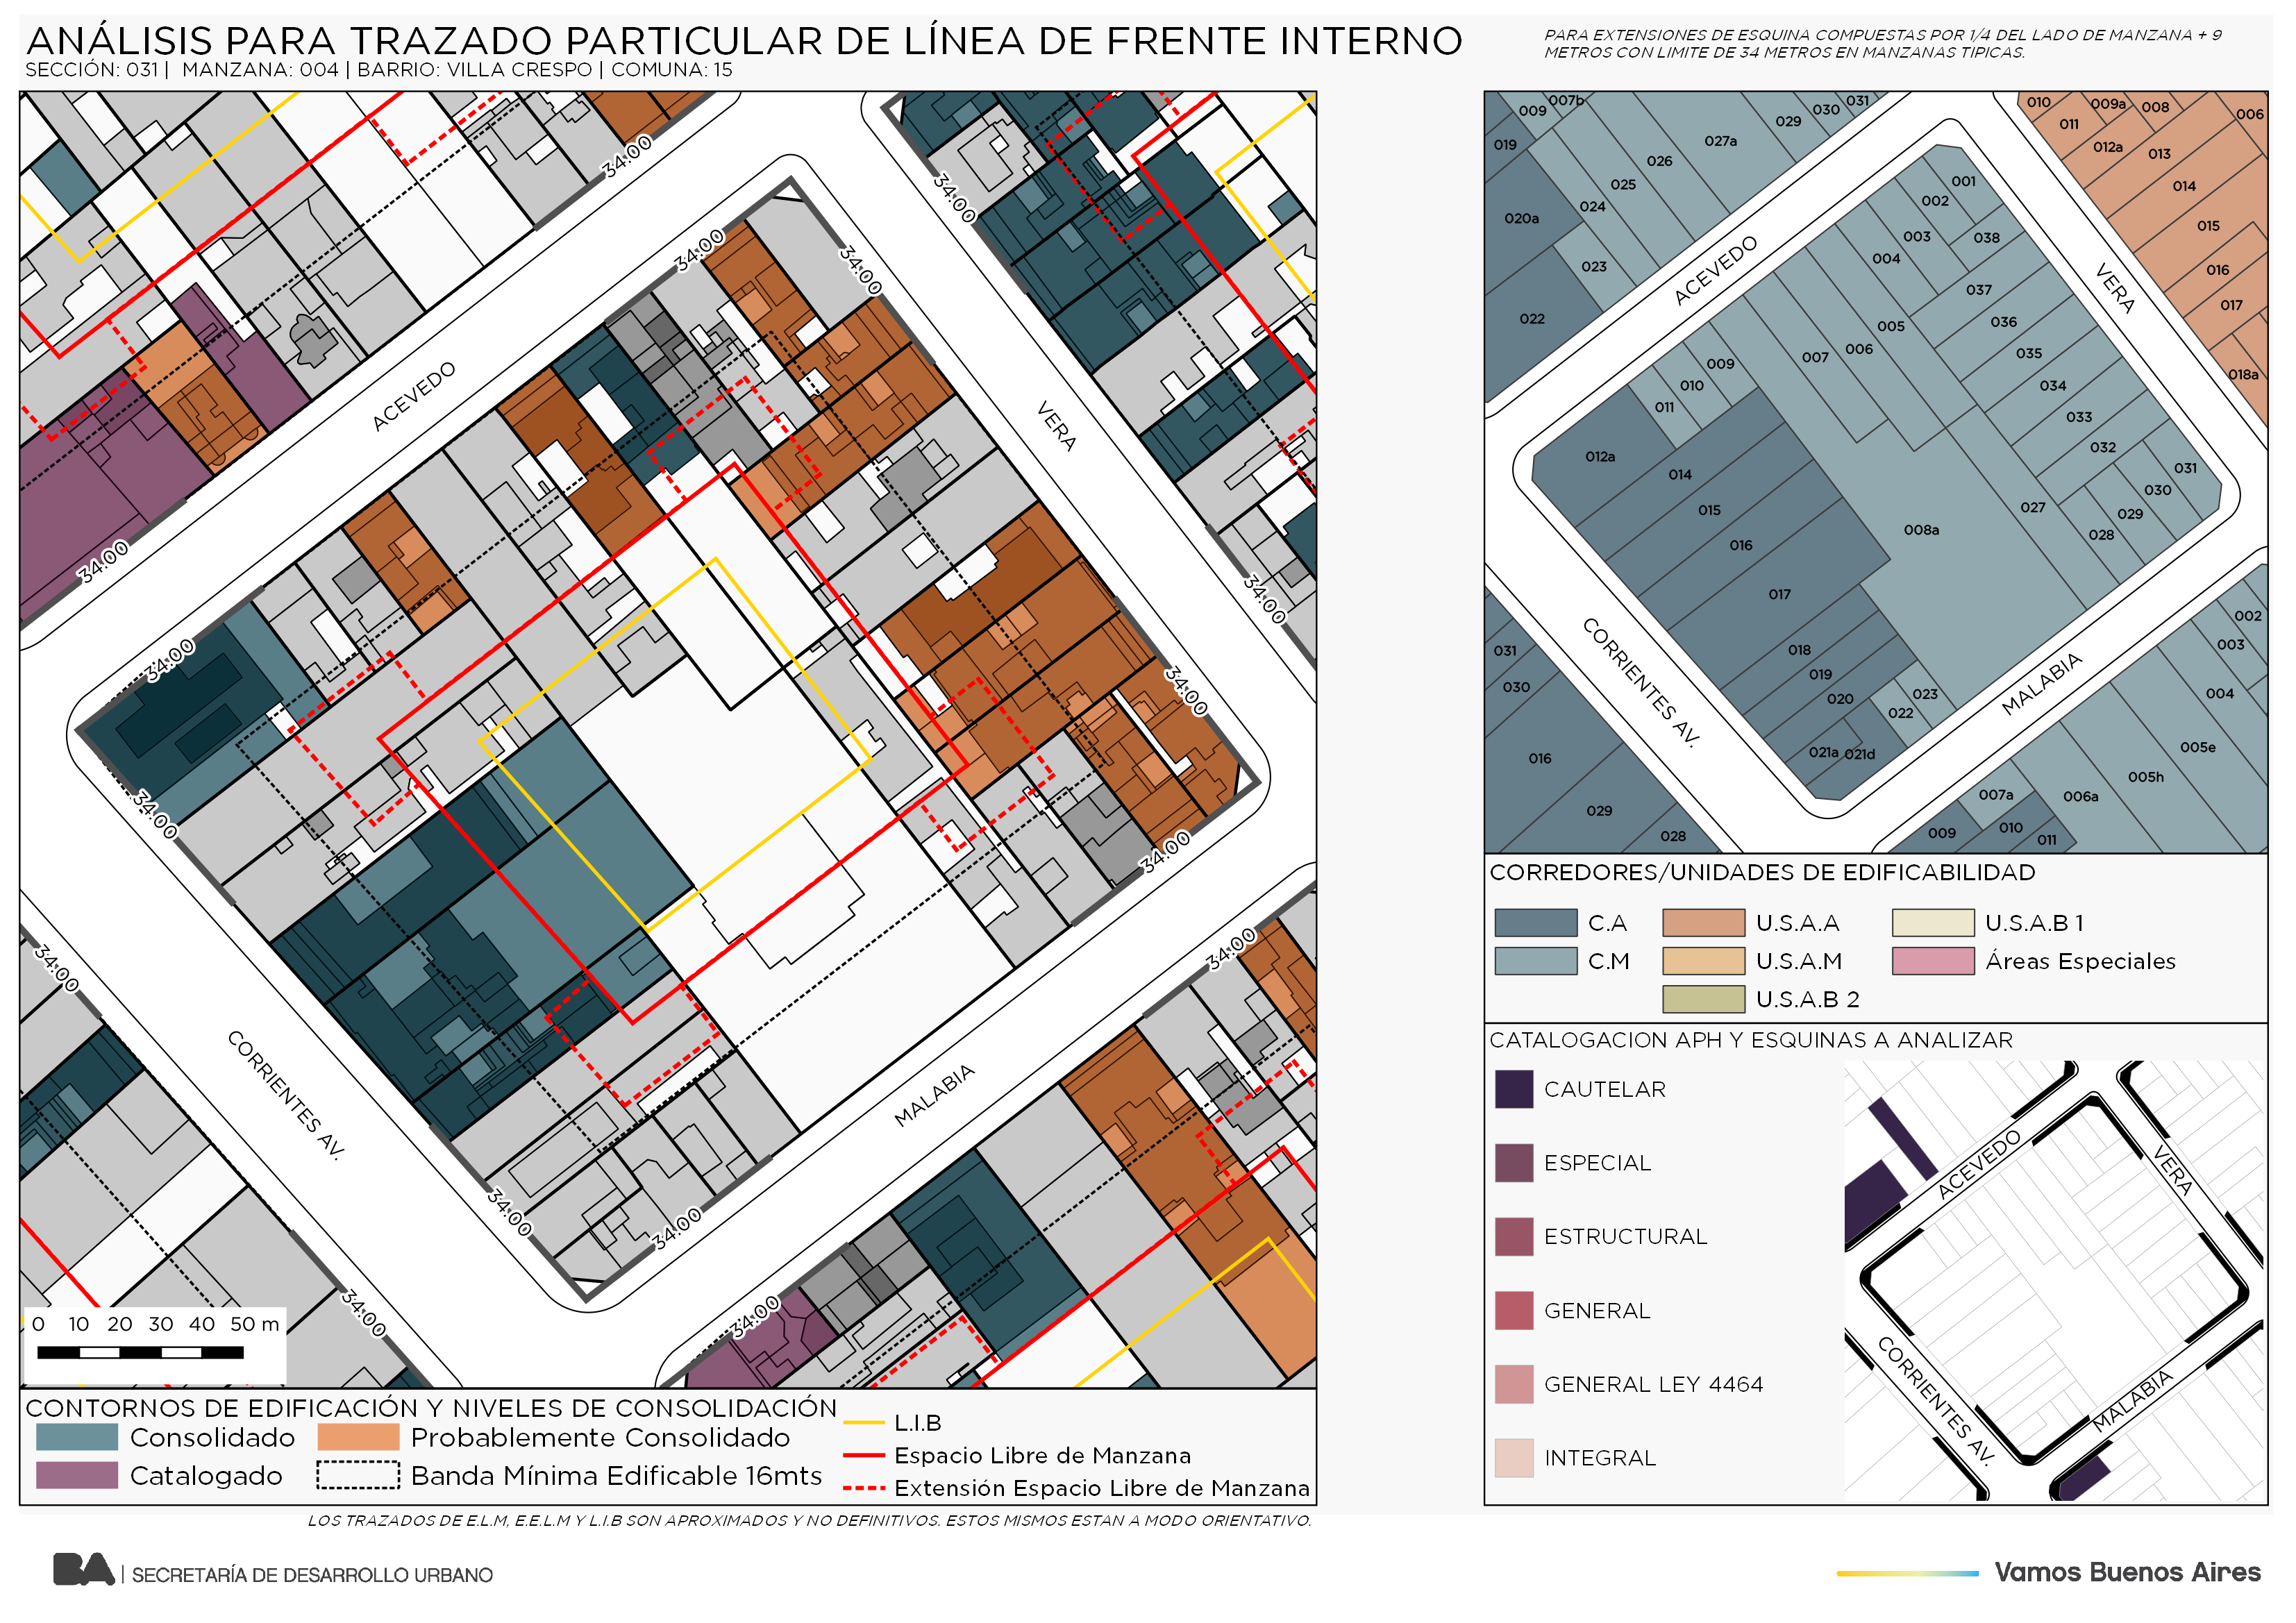 ANÁLISIS PARA TRAZADO PARTICULAR DE LÍNEA DE FRENTE INTERNO
SECCIÓN: 031 | MANZANA: 004 | BARRIO: VILLA CRESPO | COMUNA: 15
PARA EXTENSIONES DE ESQUINA COMPUESTAS POR 1/4 DEL LADO DE MANZANA + 9
METROS CON LIMITE DE 34 METROS EN MANZANAS TIPICAS.
34.00
34.00
34.00
34.00
ACEVEDO
VERA
34.00
34.00
34.00
34.00
34.00
34.00
34.00
34.00
CORRIENTES AV.
MALABIA
34.00
34.00
34.00
34.00
0 10 20 30 40 50 m
CONTORNOS DE EDIFICACIÓN Y NIVELES DE CONSOLIDACIÓN
Consolidado
Probablemente Consolidado
Catalogado
Banda Mínima Edificable 16mts
L.I.B
Espacio Libre de Manzana
Extensión Espacio Libre de Manzana
LOS TRAZADOS DE E.L.M, E.E.L.M Y L.I.B SON APROXIMADOS Y NO DEFINITIVOS. ESTOS MISMOS ESTAN A MODO ORIENTATIVO.
009 007b 030 031
029
027a
026
025
024
019
020a
023
022
010 009a 008 006
011
012a 013
014
015
016
017
018a
ACEVEDO
VERA
001
002
003 038
004
037
005 036
006
007 035
034
033
032
031
030
029
028
027
008a
009
010
011
012a
014
015
016
017
018
019
020
023
022
021a 021d
CORRIENTES AV.
MALABIA
031
030
016
029
028
002
003
004
005e
005h
006a
007a
009 010
011
CORREDORES/UNIDADES DE EDIFICABILIDAD
C.A
U.S.A.A
U.S.A.B 1
C.M
U.S.A.M
Áreas Especiales
U.S.A.B 2
CATALOGACION APH Y ESQUINAS A ANALIZAR
CAUTELAR
ESPECIAL
ESTRUCTURAL
GENERAL
GENERAL LEY 4464
INTEGRAL
ACEVEDO
VERA
CORRIENTES AV.
MALABIA
BA | SECRETARÍA DE DESARROLLO URBANO
Vamos Buenos Aires